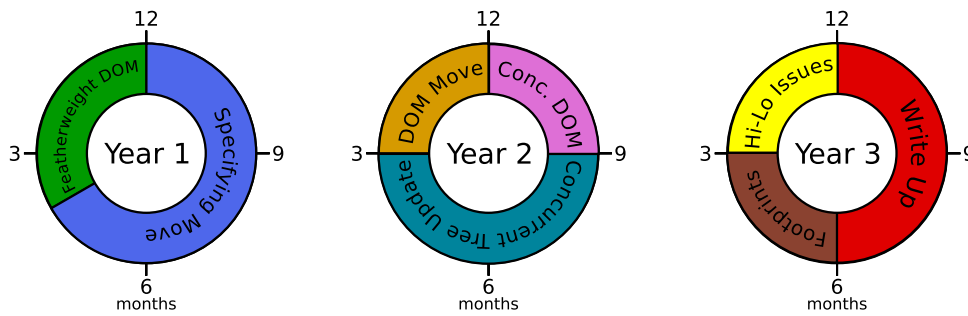 12
3
9
6
months
Featherweight DOM
Specifying Move
Year 1
12
3
9
6
months
DOM Move
Conc. DOM
Concurrent Tree Update
Year 2
12
3
9
6
months
Hi-Lo Issues
Write Up
Footprints
Year 3